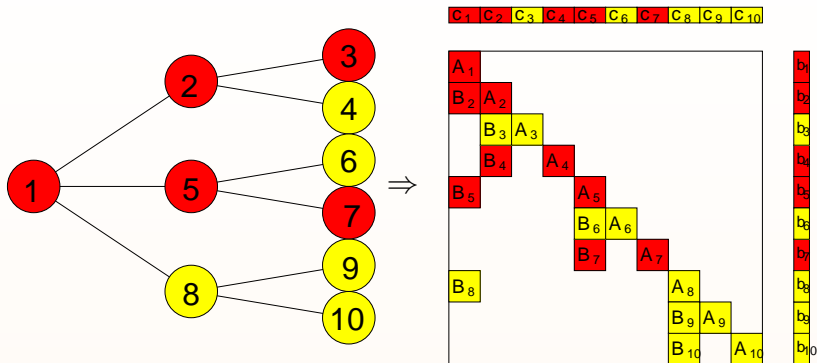 c1 c2 c3 c4 c5 c6 c7 c8 c9 c10
3
2
4
6
1
5
⇒
7
9
8
10
A1 b1
B2 A2 b2
B3 A3 b3
B4 A4 b4
B5 A5 b5
B6 A6 b6
B7 A7 b7
B8 A8 b8
B9 A9 b9
B10 A10 b10